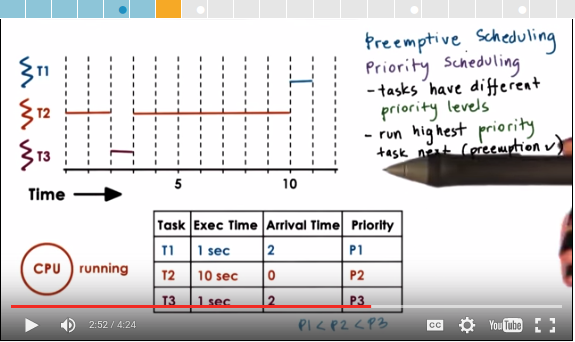 Preemptive Scheduling
Priority Scheduling
- tasks have different
priority levels
- run highest priority
task next (preemption ✓)
T1
T2
T3
5 10
Time
Task Exec Time Arrival Time Priority
T1 1 sec 2 P1
T2 10 sec 0 P2
T3 1 sec 2 P3
CPU running
P1 < P2 < P3
2:52 / 4:24
CC
YouTube